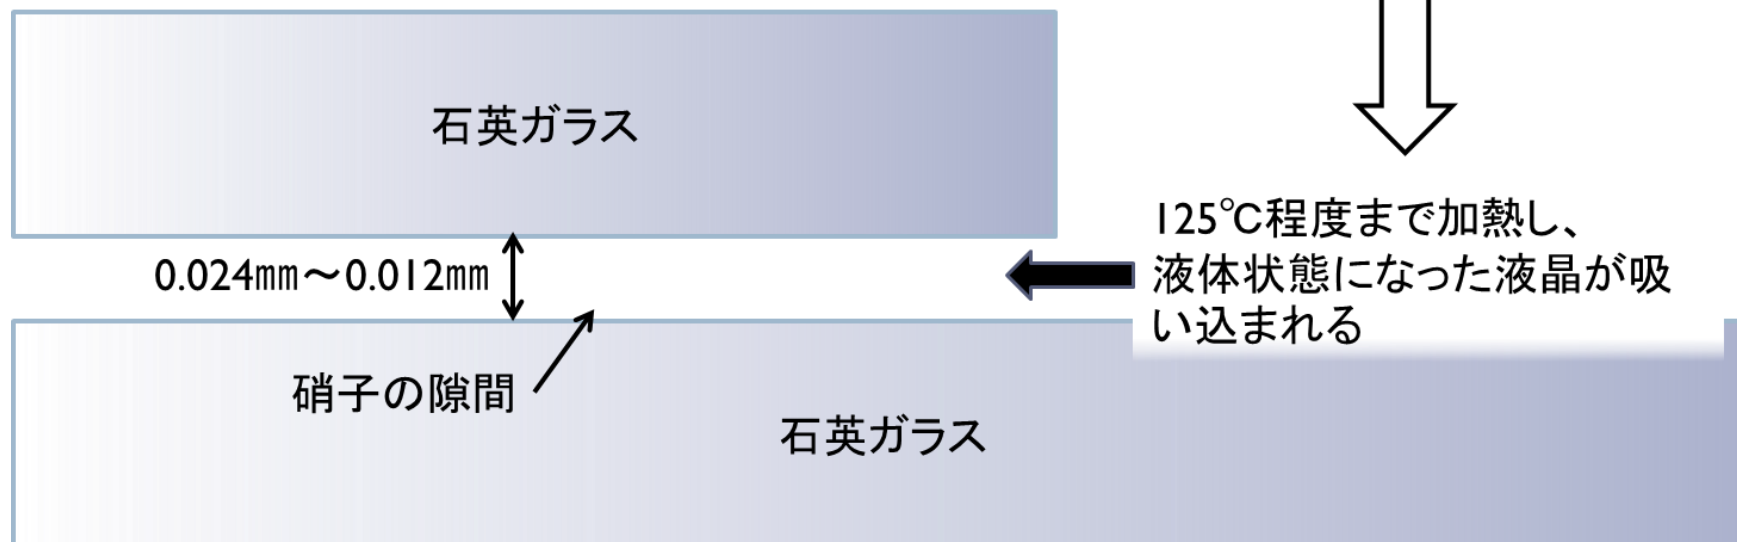 石英ガラス
125℃程度まで加熱し、
液体状態になった液晶が吸
い込まれる
0.024㎜～0.012㎜
硝子の隙間
石英ガラス